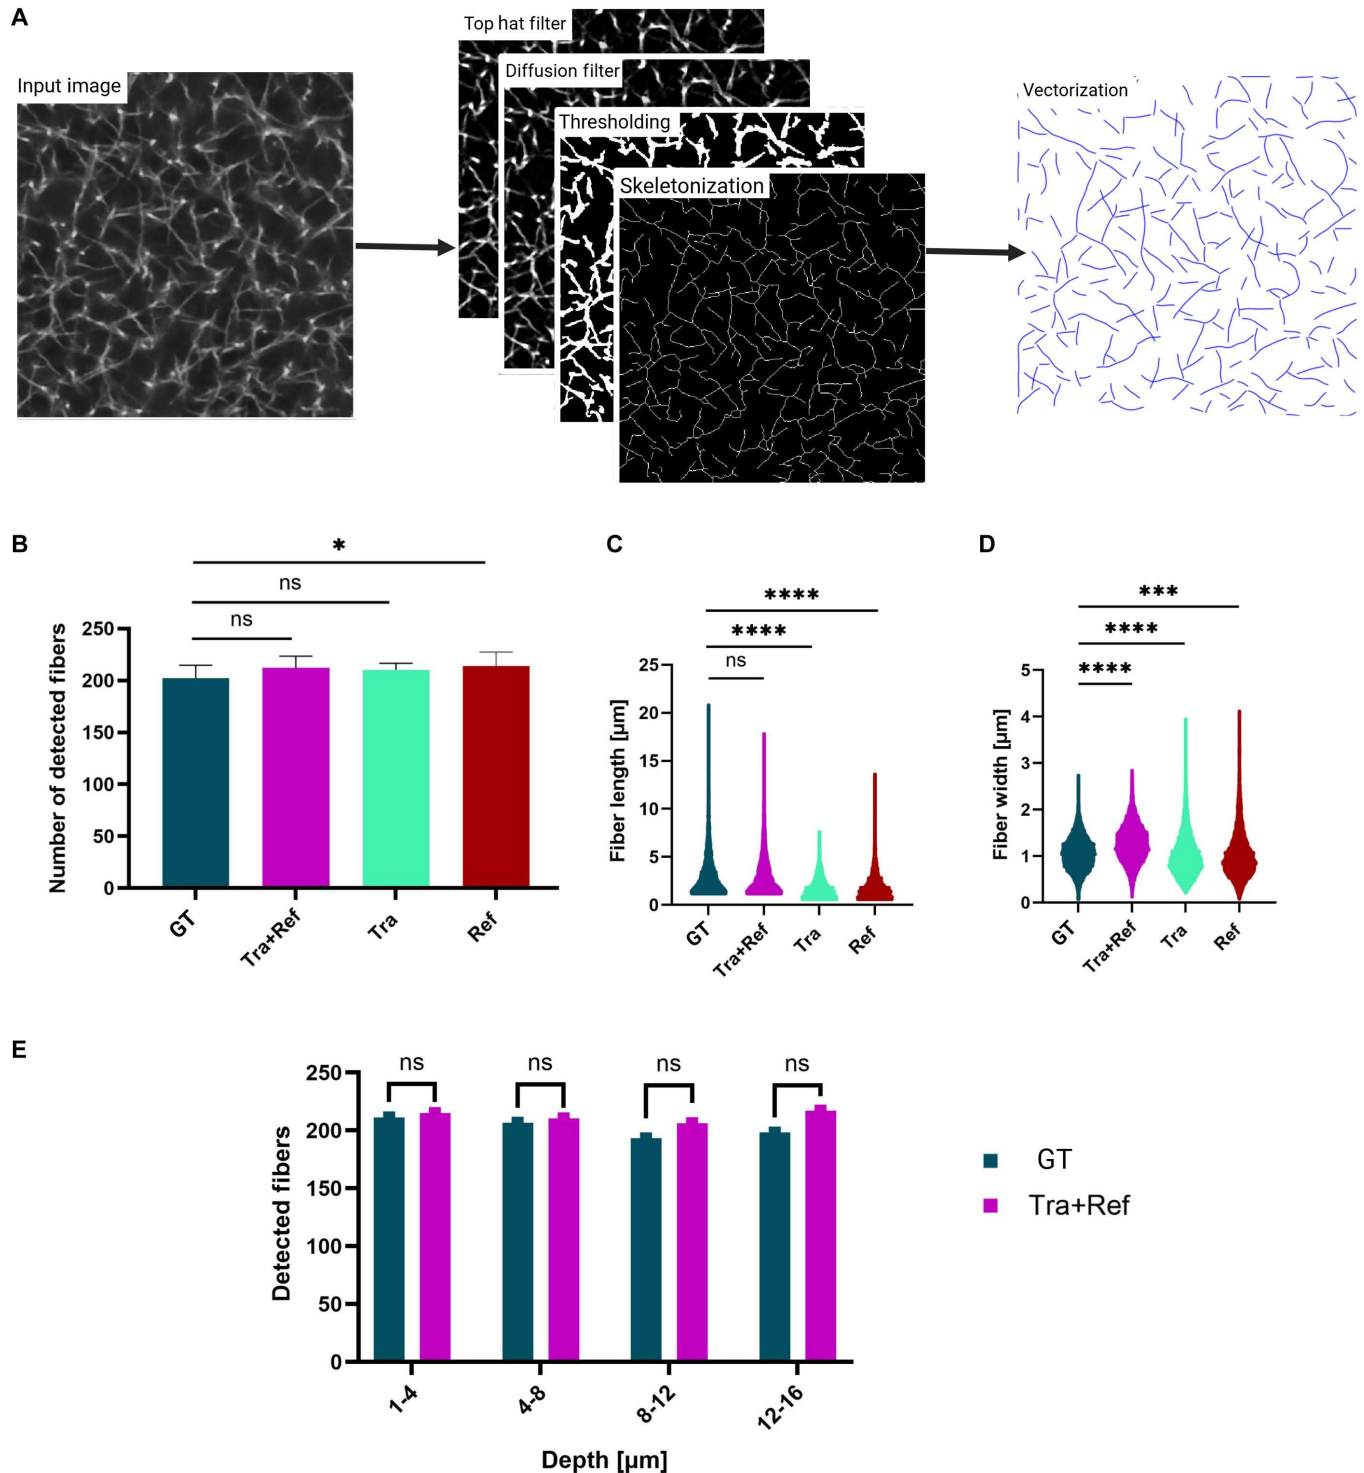 A
Input image
Top hat filter
Diffusion filter
Thresholding
Skeletonization
Vectorization
B
*
ns
ns
Number of detected fibers
250
200
150
100
50
0
GT
Tra+Ref
Tra
Ref
C
****
****
ns
Fiber length [µm]
25
20
15
10
5
0
GT
Tra+Ref
Tra
Ref
D
***
****
****
Fiber width [µm]
5
4
3
2
1
0
GT
Tra+Ref
Tra
Ref
E
ns
ns
ns
ns
Detected fibers
250
200
150
100
50
0
1-4
4-8
8-12
12-16
Depth [µm]
GT
Tra+Ref